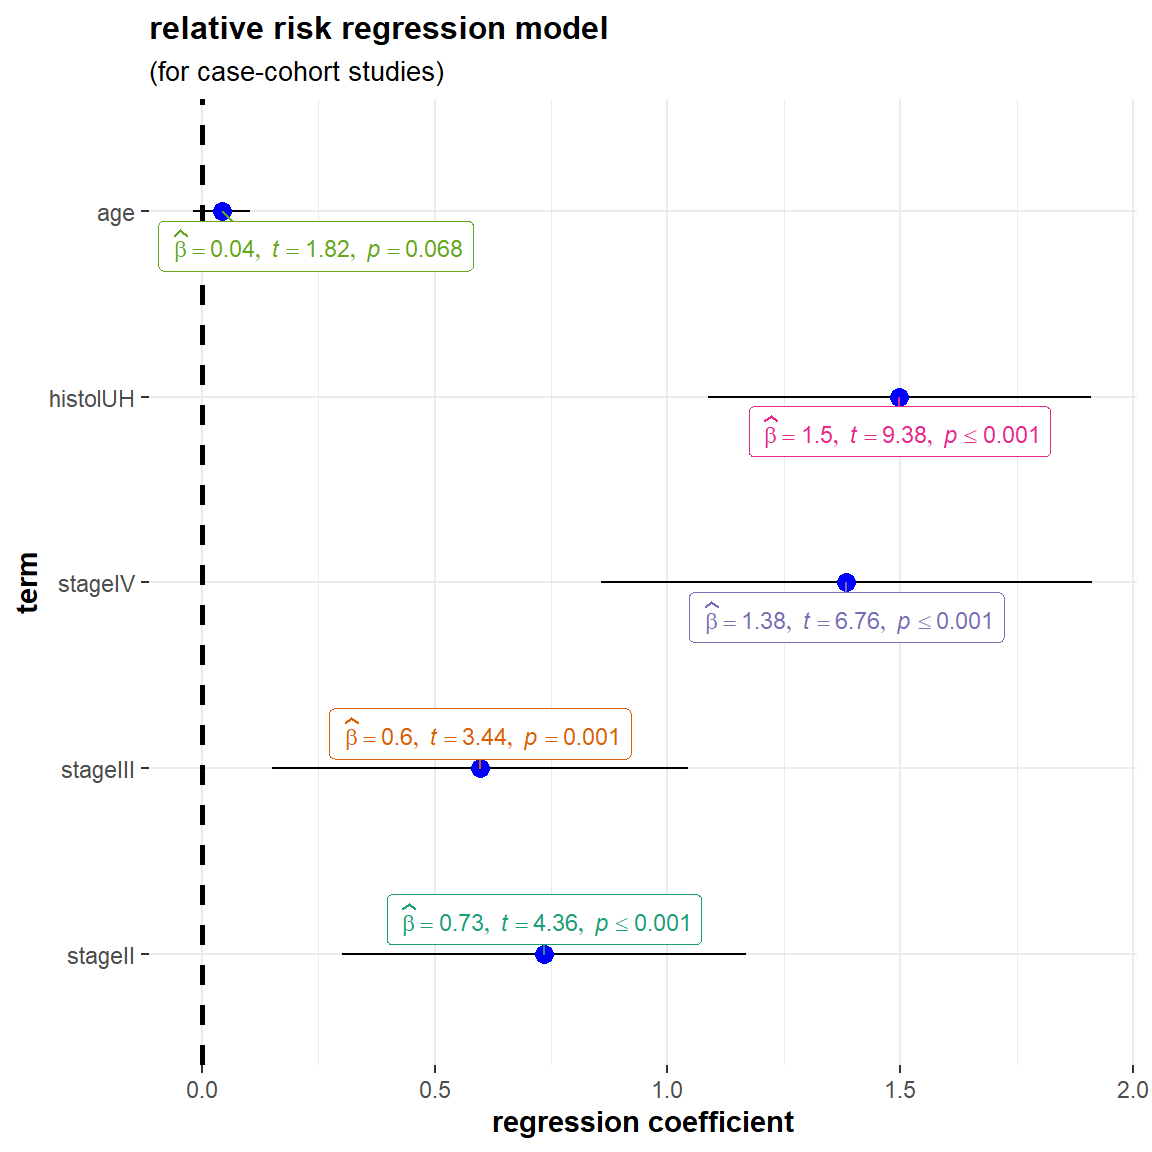 relative risk regression model
(for case-cohort studies)
age
β̂ = 0.04, t = 1.82, p = 0.068
histolUH
β̂ = 1.5, t = 9.38, p ≤ 0.001
term
stageIV
β̂ = 1.38, t = 6.76, p ≤ 0.001
β̂ = 0.6, t = 3.44, p = 0.001
stageIII
β̂ = 0.73, t = 4.36, p ≤ 0.001
stageII
0.0 0.5 1.0 1.5 2.0
regression coefficient